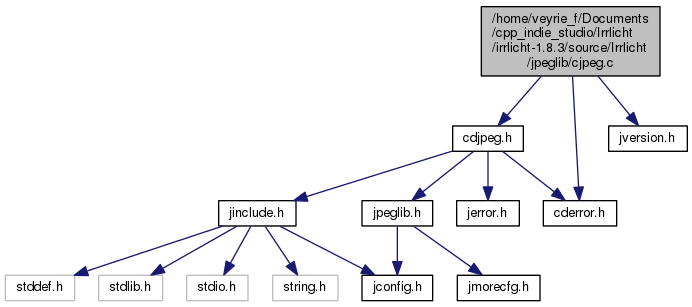 /home/veyrie_f/Documents
/cpp_indie_studio/Irrlicht
/irrlicht-1.8.3/source/Irrlicht
/jpeglib/cjpeg.c
cdjpeg.h
jversion.h
jinclude.h
jpeglib.h
jerror.h
cderror.h
stddef.h
stdlib.h
stdio.h
string.h
jconfig.h
jmorecfg.h